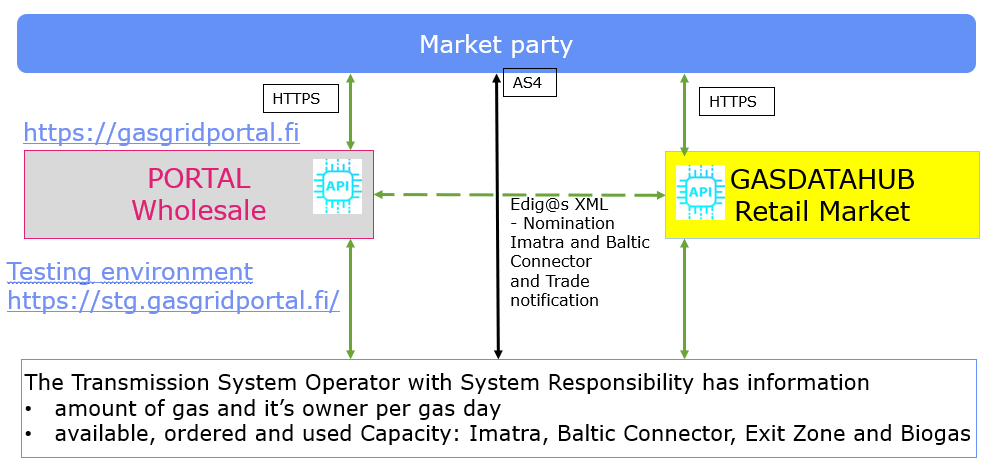 Market party
HTTPS
AS4
HTTPS
https://gasgridportal.fi
PORTAL
Wholesale
API
API
GASDATAHUB
Retail Market
Edig@s XML
- Nomination
Imatra and Baltic
Connector
and Trade
notification
Testing environment
https://stg.gasgridportal.fi/
The Transmission System Operator with System Responsibility has information
• amount of gas and it’s owner per gas day
• available, ordered and used Capacity: Imatra, Baltic Connector, Exit Zone and Biogas